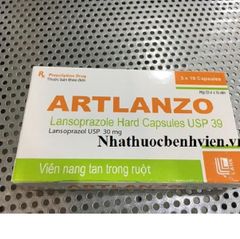 Rx Prescription Drug
Thuốc bán theo đơn
3 x 10 Capsules
ARTLANZO
Lansoprazole Hard Capsules USP 39
Lansoprazol USP 30 mg
Nhathuocbenhvien.vn
Viên nang tan trong ruột